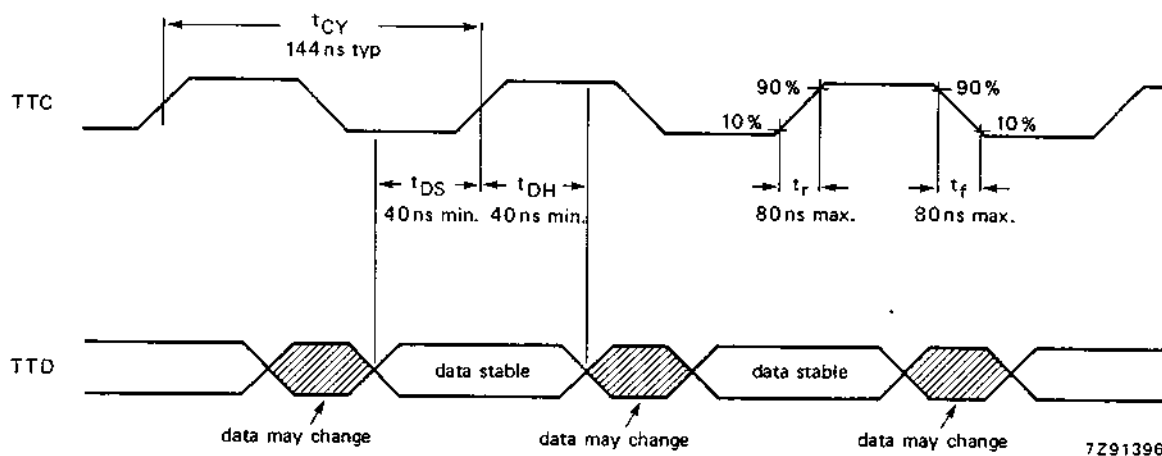 tCY
144 ns typ
TTC
90%
90%
10%
10%
tDS
tDH
tr
tf
40 ns min.
40 ns min.
80 ns max.
80 ns max.
TTD
data stable
data stable
data may change
data may change
data may change
7Z91396